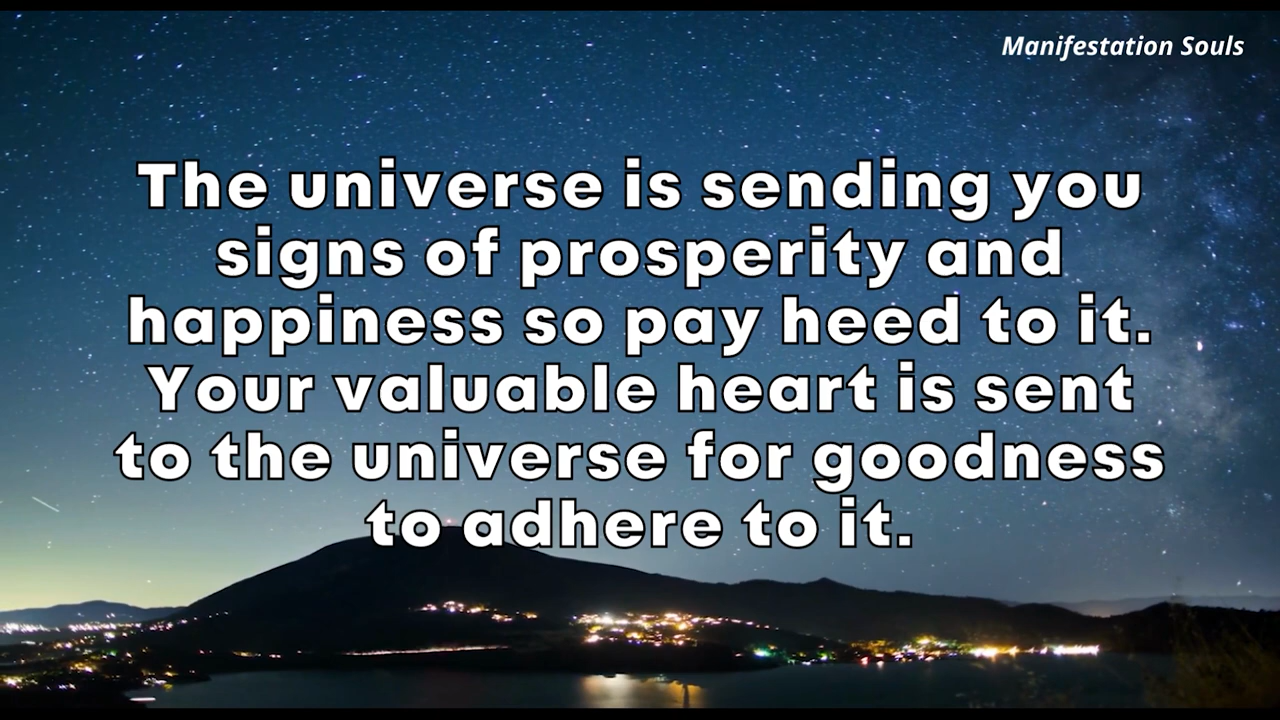 Manifestation Souls
The universe is sending you
signs of prosperity and
happiness so pay heed to it.
Your valuable heart is sent
to the universe for goodness
to adhere to it.